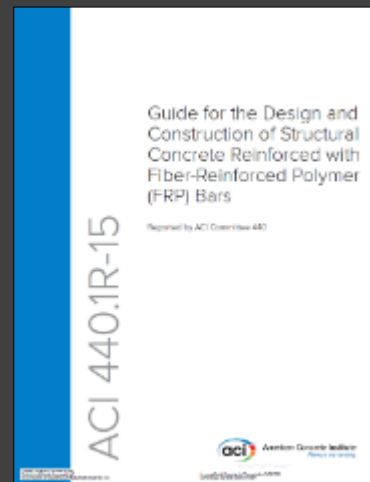 Guide for the Design and
Construction of Structural
Concrete Reinforced with
Fiber-Reinforced Polymer
(FRP) Bars
Reported by ACI Committee 440
ACI 440.1R-15
aci
American Concrete Institute